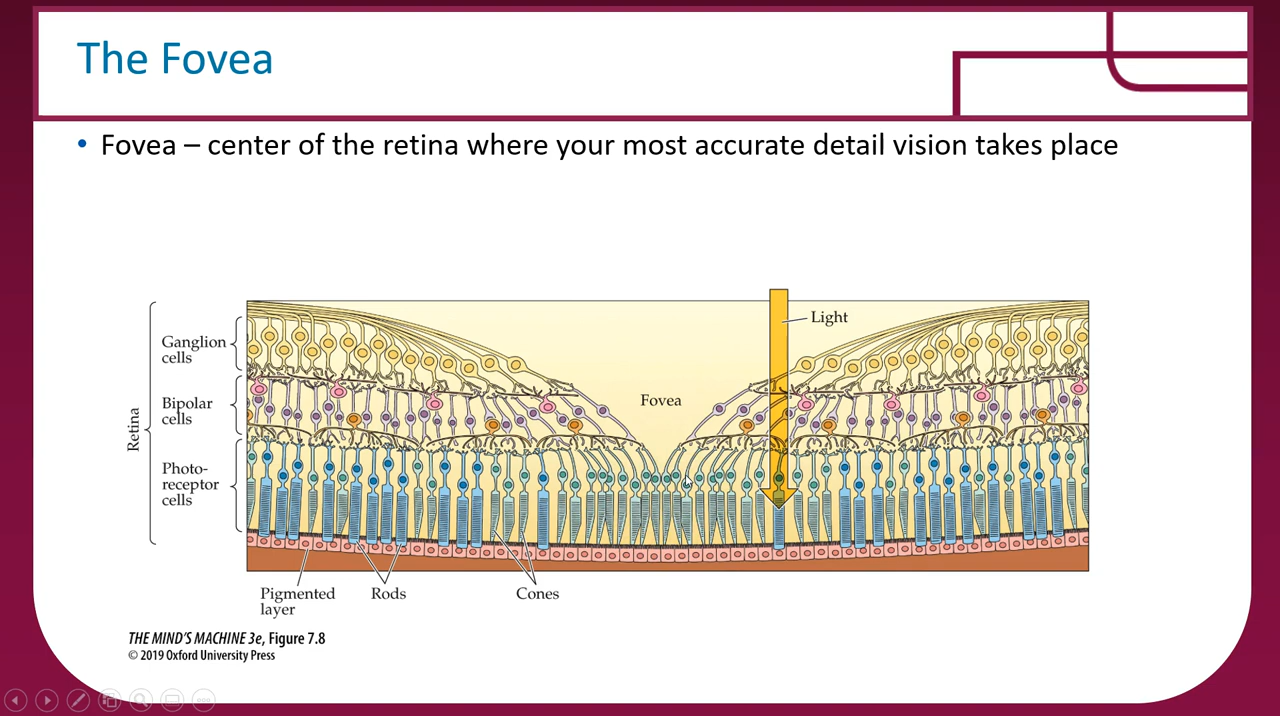 The Fovea
• Fovea – center of the retina where your most accurate detail vision takes place
Light
Ganglion
cells
Fovea
Bipolar
cells
Retina
Photo-
receptor
cells
Pigmented
layer
Rods
Cones
THE MIND'S MACHINE 3e, Figure 7.8
© 2019 Oxford University Press